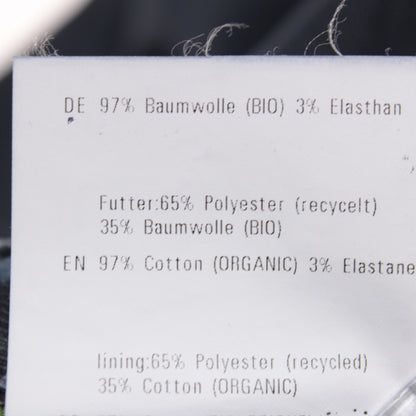 DE 97% Baumwolle (BIO) 3% Elasthan
Futter:65% Polyester (recycelt)
35% Baumwolle (BIO)
EN 97% Cotton (ORGANIC) 3% Elastane
lining:65% Polyester (recycled)
35% Cotton (ORGANIC)